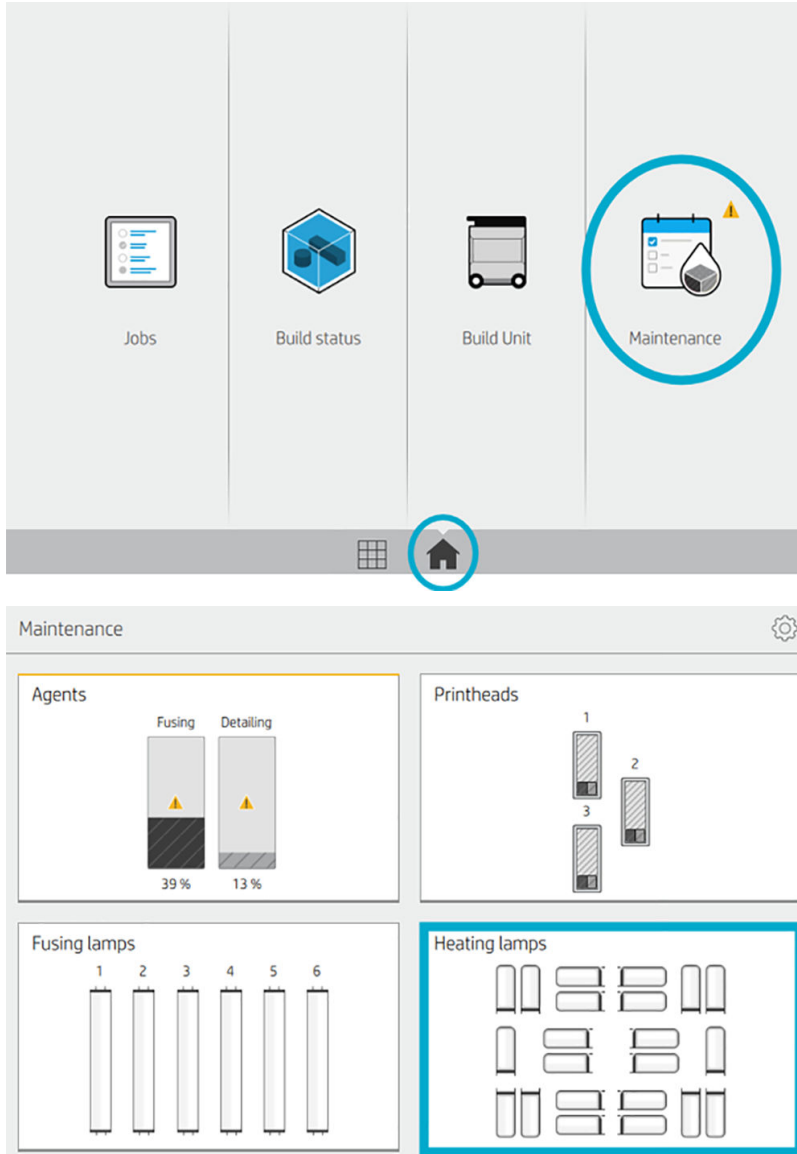 Jobs
Build status
Build Unit
Maintenance
Maintenance
Agents
Fusing Detailing
39 % 13 %
Printheads
1
2
3
Fusing lamps
1 2 3 4 5 6
Heating lamps